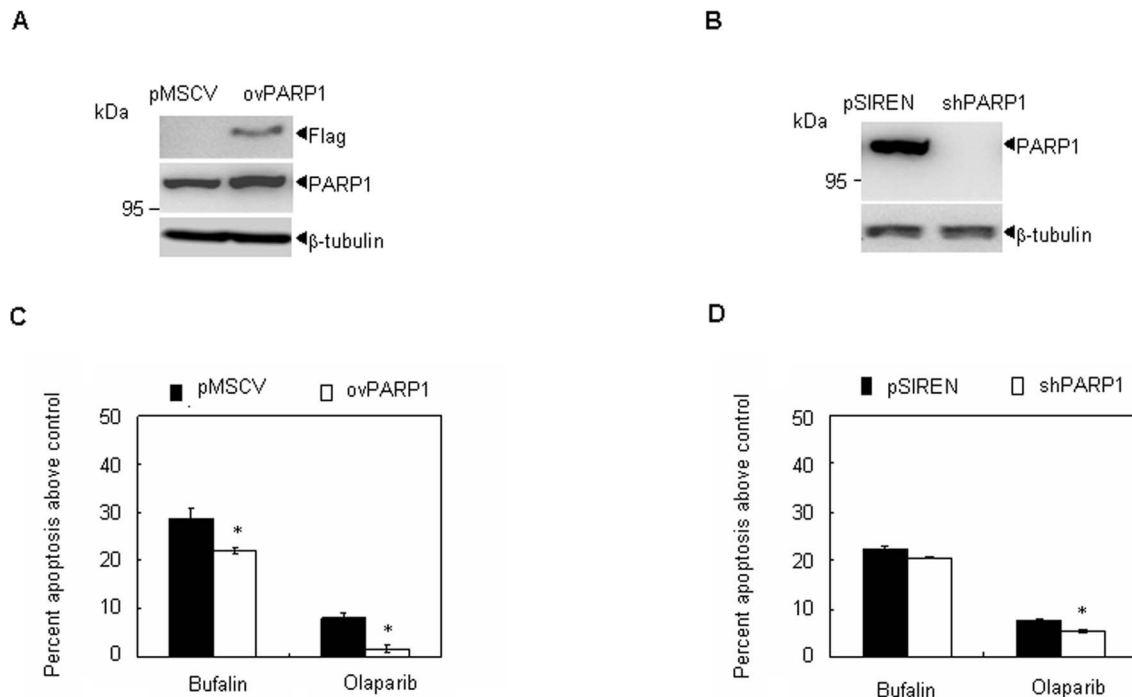 A
B
pMSCV ovPARP1
kDa
Flag
PARP1
95
β-tubulin
pSIREN shPARP1
kDa
PARP1
95
β-tubulin
C
D
Percent apoptosis above control
pMSCV ovPARP1
50
40
30
20
10
0
*
*
Bufalin Olaparib
Percent apoptosis above control
pSIREN shPARP1
50
40
30
20
10
0
*
Bufalin Olaparib